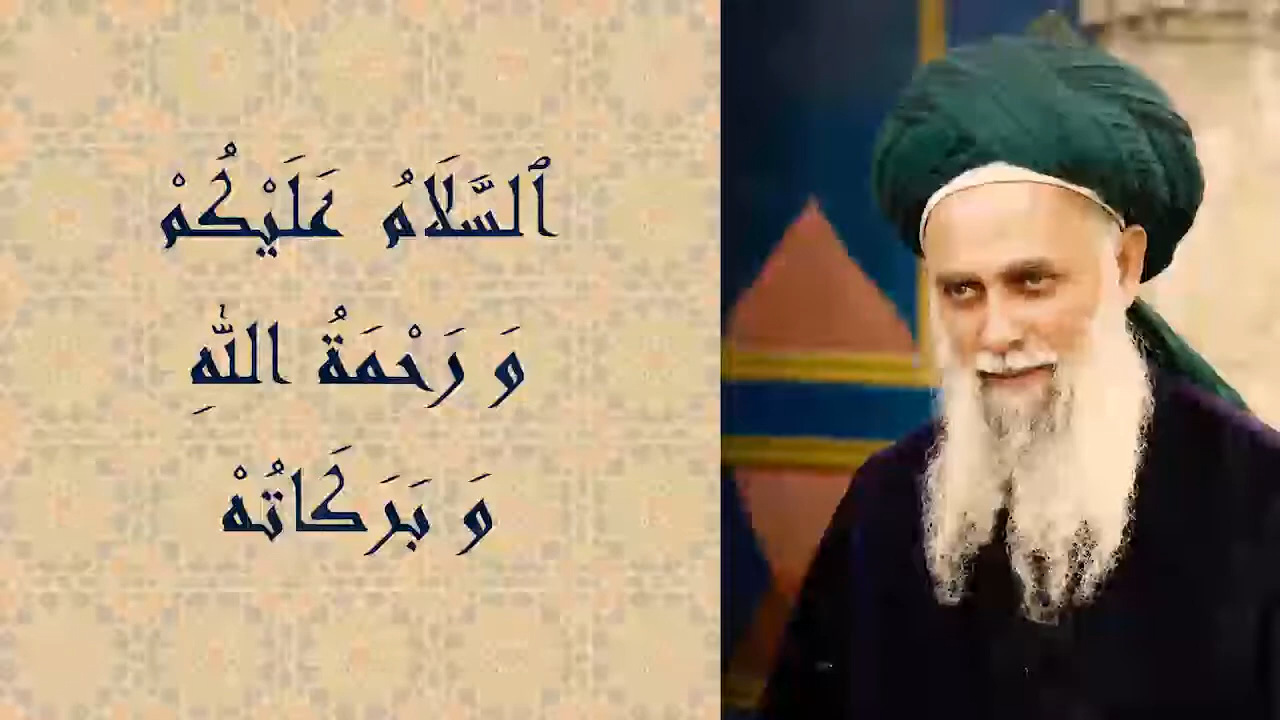 ٱلسَّلَامُ عَلَيْكُمْ
وَ رَحْمَةُ اللّٰهِ
وَ بَرَكَاتُهْ